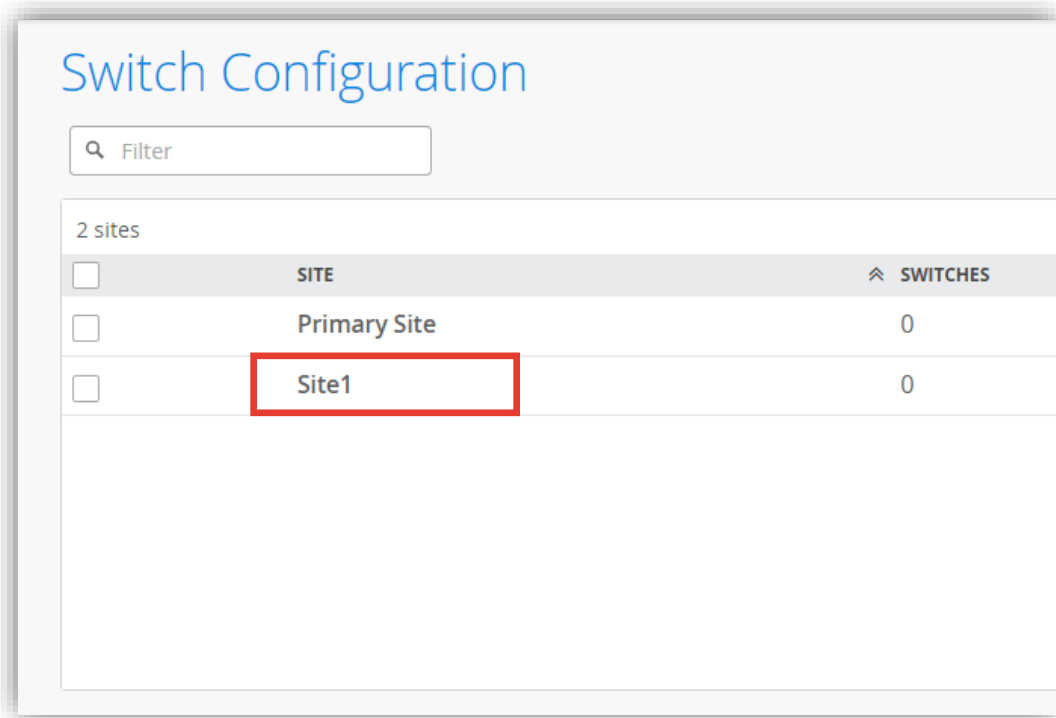 Switch Configuration
Filter
2 sites
SITE SWITCHES
Primary Site 0
Site1 0